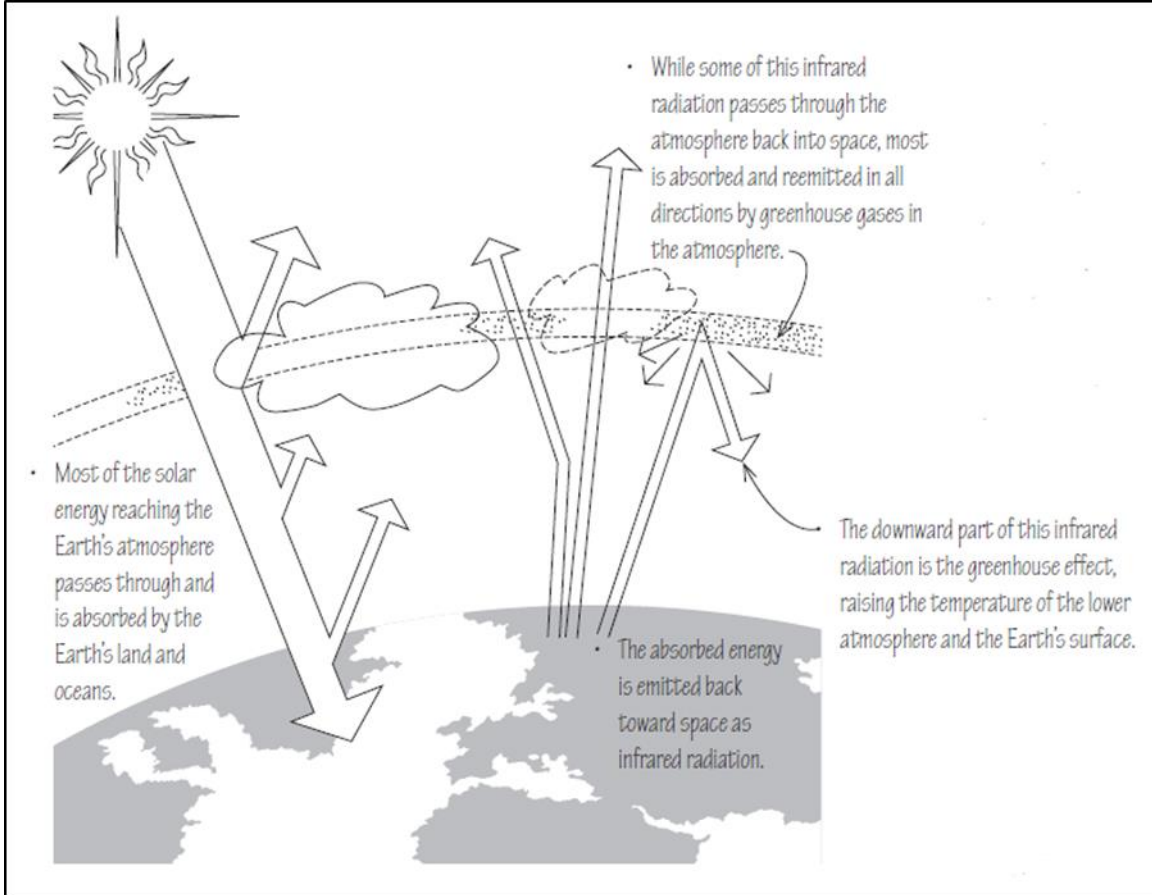 • While some of this infrared
radiation passes through the
atmosphere back into space, most
is absorbed and reemitted in all
directions by greenhouse gases in
the atmosphere.
• Most of the solar
energy reaching the
Earth's atmosphere
passes through and
is absorbed by the
Earth's land and
oceans.
• The absorbed energy
is emitted back
toward space as
infrared radiation.
• The downward part of this infrared
radiation is the greenhouse effect,
raising the temperature of the lower
atmosphere and the Earth's surface.